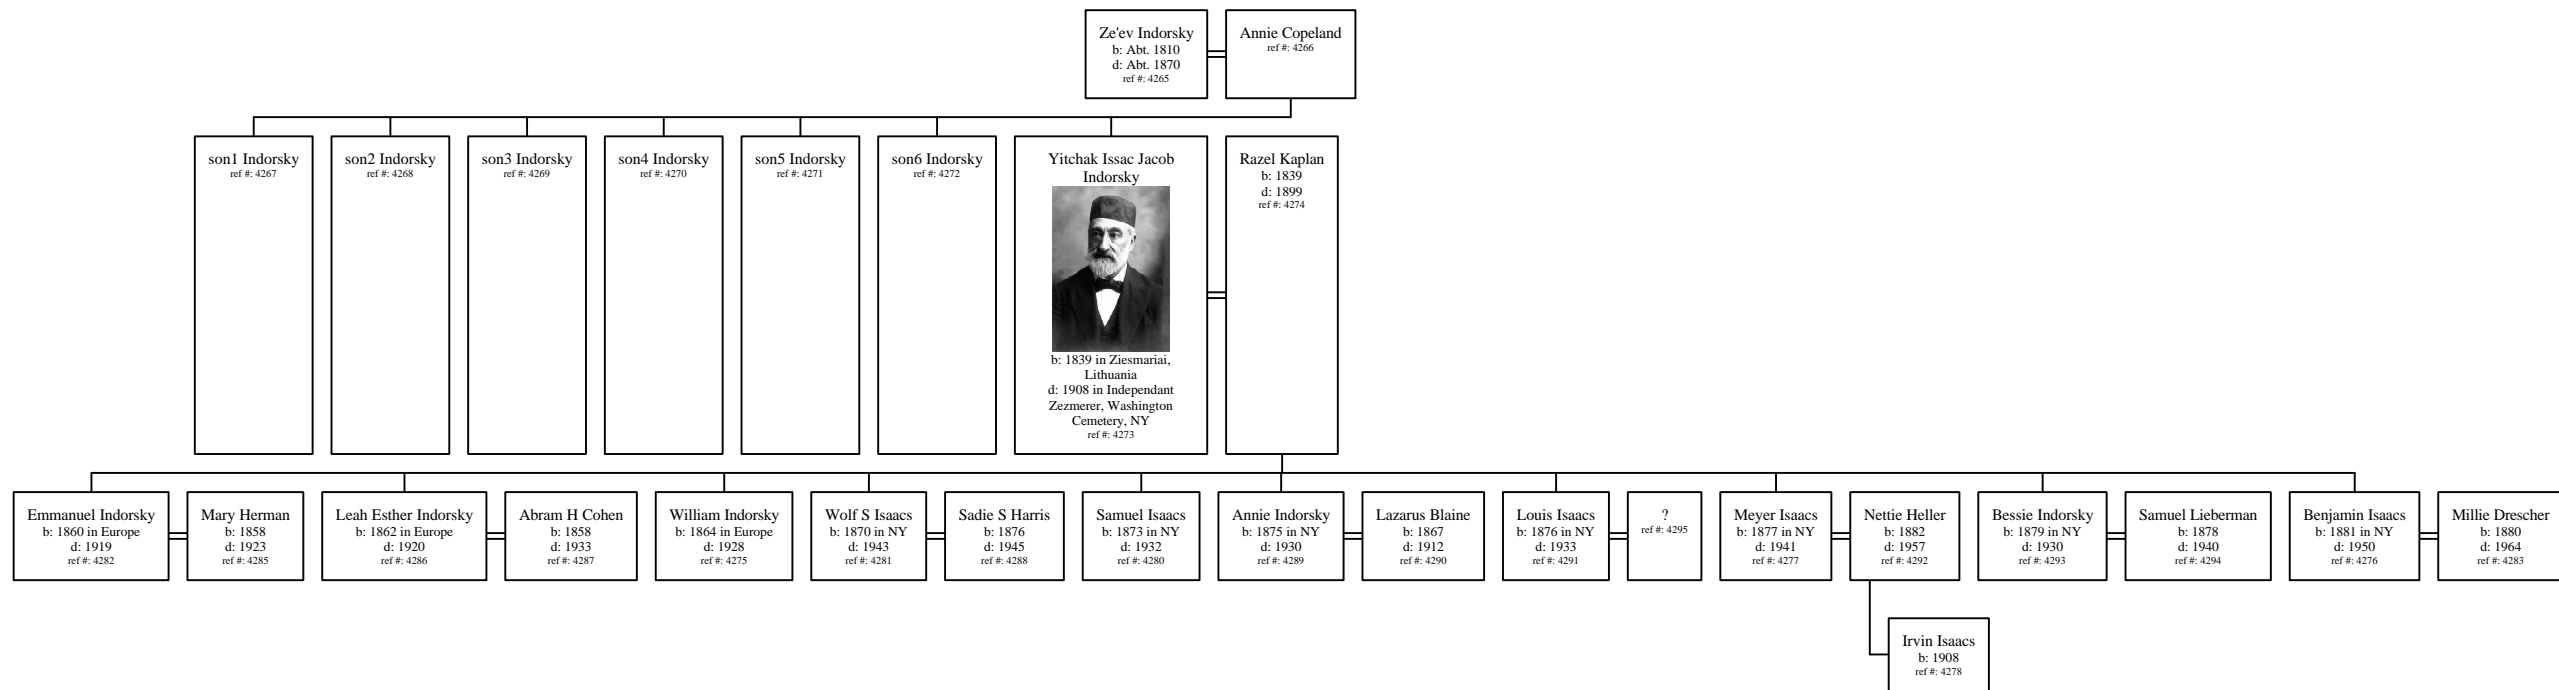 Ze'ev Indorsky
b: Abt. 1810
d: Abt. 1870
ref #: 4265
Annie Copeland
ref #: 4266
son1 Indorsky
ref #: 4267
son2 Indorsky
ref #: 4268
son3 Indorsky
ref #: 4269
son4 Indorsky
ref #: 4270
son5 Indorsky
ref #: 4271
son6 Indorsky
ref #: 4272
Yitchak Issac Jacob
Indorsky
b: 1839 in Ziesmariai,
Lithuania
d: 1908 in Independant
Zezmerer, Washington
Cemetery, NY
ref #: 4273
Razel Kaplan
b: 1839
d: 1899
ref #: 4274
Emmanuel Indorsky
b: 1860 in Europe
d: 1919
ref #: 4282
Mary Herman
b: 1858
d: 1923
ref #: 4285
Leah Esther Indorsky
b: 1862 in Europe
d: 1920
ref #: 4286
Abram H Cohen
b: 1858
d: 1933
ref #: 4287
William Indorsky
b: 1864 in Europe
d: 1928
ref #: 4275
Wolf S Isaacs
b: 1870 in NY
d: 1943
ref #: 4281
Sadie S Harris
b: 1876
d: 1945
ref #: 4288
Samuel Isaacs
b: 1873 in NY
d: 1932
ref #: 4280
Annie Indorsky
b: 1875 in NY
d: 1930
ref #: 4289
Lazarus Blaine
b: 1867
d: 1912
ref #: 4290
Louis Isaacs
b: 1876 in NY
d: 1933
ref #: 4291
?
ref #: 4295
Meyer Isaacs
b: 1877 in NY
d: 1941
ref #: 4277
Nettie Heller
b: 1882
d: 1957
ref #: 4292
Bessie Indorsky
b: 1879 in NY
d: 1930
ref #: 4293
Samuel Lieberman
b: 1878
d: 1940
ref #: 4294
Benjamin Isaacs
b: 1881 in NY
d: 1950
ref #: 4276
Millie Drescher
b: 1880
d: 1964
ref #: 4283
Irvin Isaacs
b: 1908
ref #: 4278